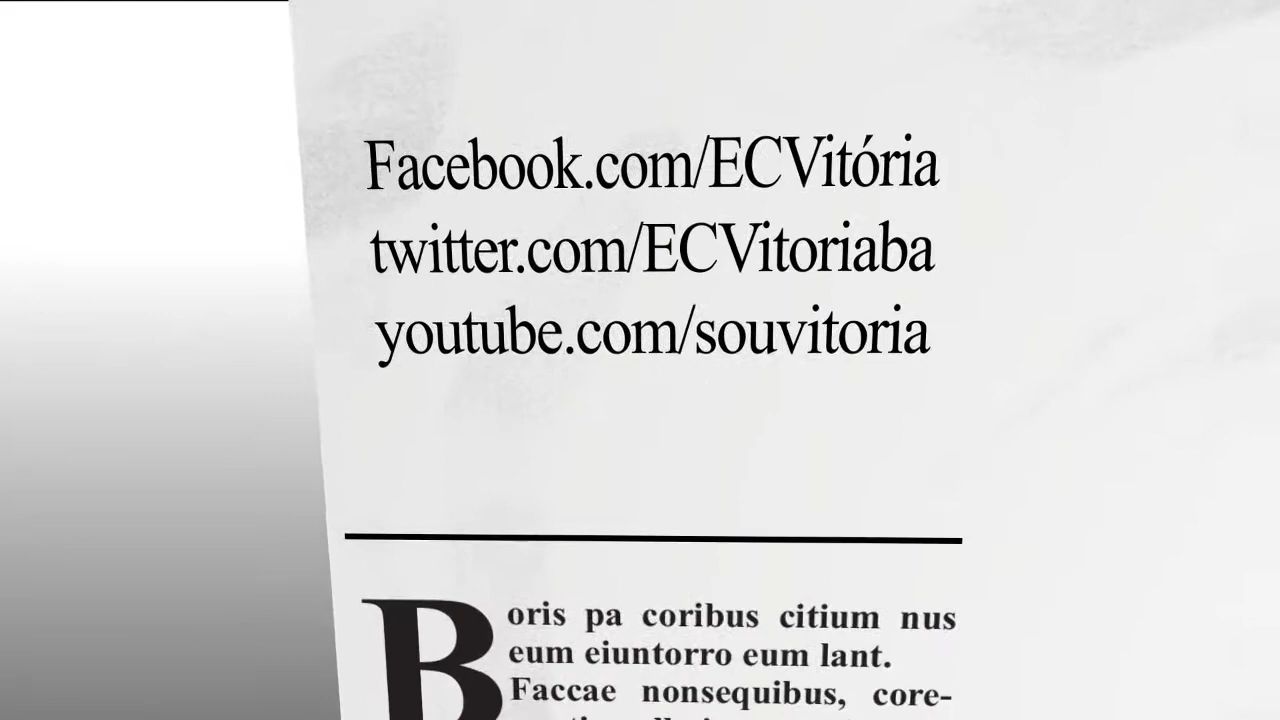 Facebook.com/ECVitória
twitter.com/ECVitoriaba
youtube.com/souvitoria
Boris pa coribus citium nus
eum eiuntorro eum lant.
Faccae nonsequibus, core-